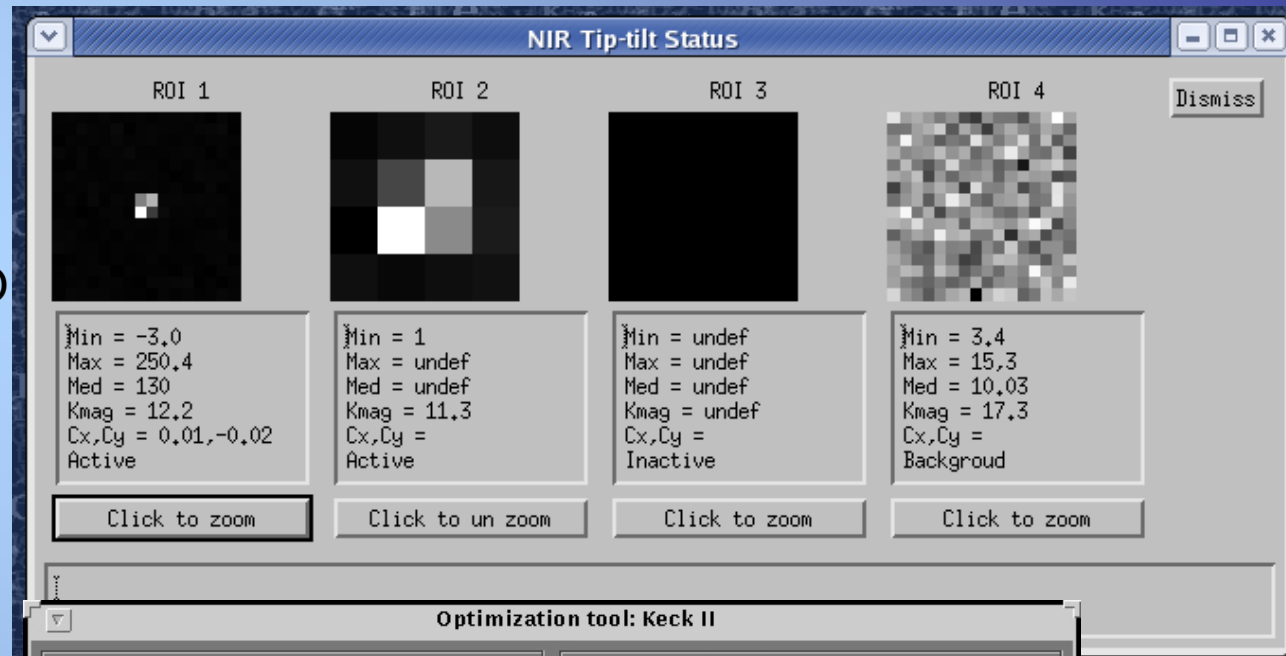 NIR Tip-tilt Status
ROI 1 ROI 2 ROI 3 ROI 4
Dismiss
Min = -3.0
Max = 250.4
Med = 130
Kmag = 12.2
Cx,Cy = 0.01,-0.02
Active
Min = 1
Max = undef
Med = undef
Kmag = 11.3
Cx,Cy =
Active
Min = undef
Max = undef
Med = undef
Kmag = undef
Cx,Cy =
Inactive
Min = 3.4
Max = 15,3
Med = 10.03
Kmag = 17.3
Cx,Cy =
Backgroud
Click to zoom Click to un zoom Click to zoom Click to zoom
Optimization tool: Keck II